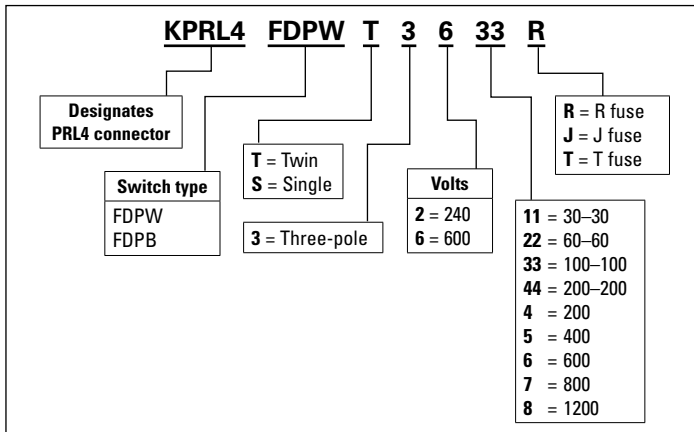 KPRL4 FDPW T 3 6 33 R
Designates
PRL4 connector
Switch type
FDPW
FDPB
T = Twin
S = Single
3 = Three-pole
Volts
2 = 240
6 = 600
R = R fuse
J = J fuse
T = T fuse
11 = 30–30
22 = 60–60
33 = 100–100
44 = 200–200
4 = 200
5 = 400
6 = 600
7 = 800
8 = 1200